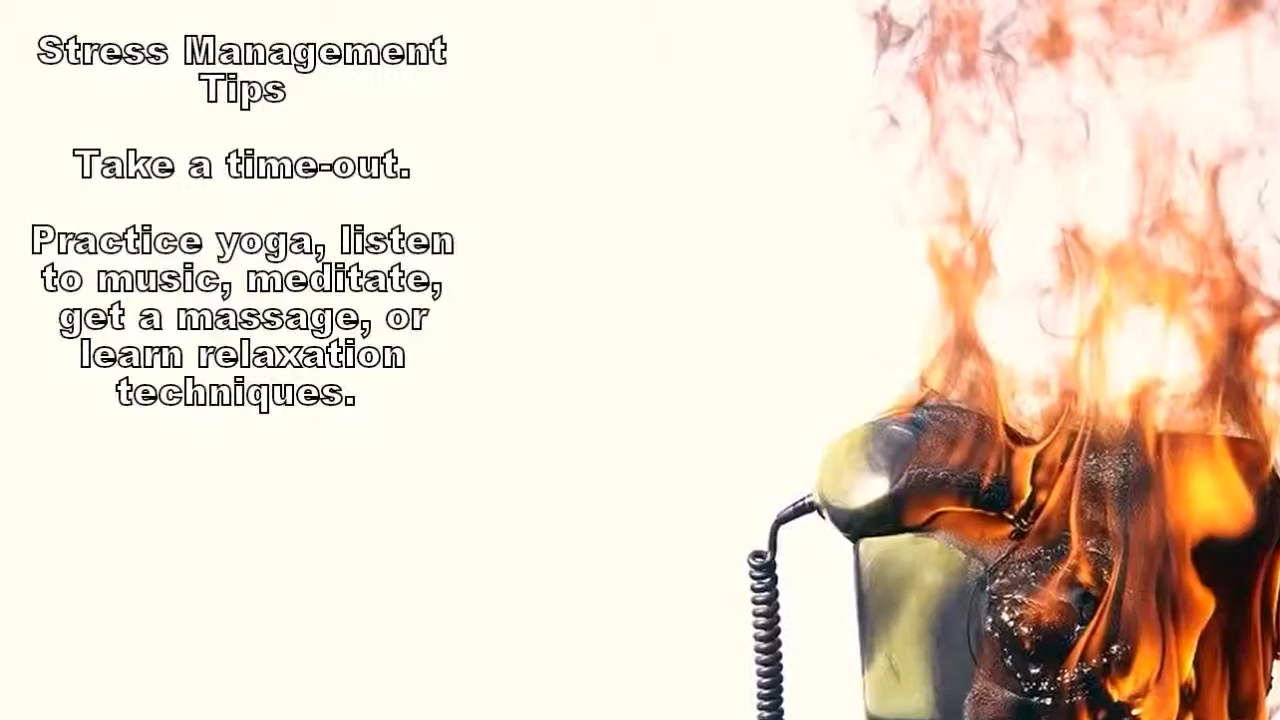 Stress Management
Tips
Take a time-out.
Practice yoga, listen
to music, meditate,
get a massage, or
learn relaxation
techniques.